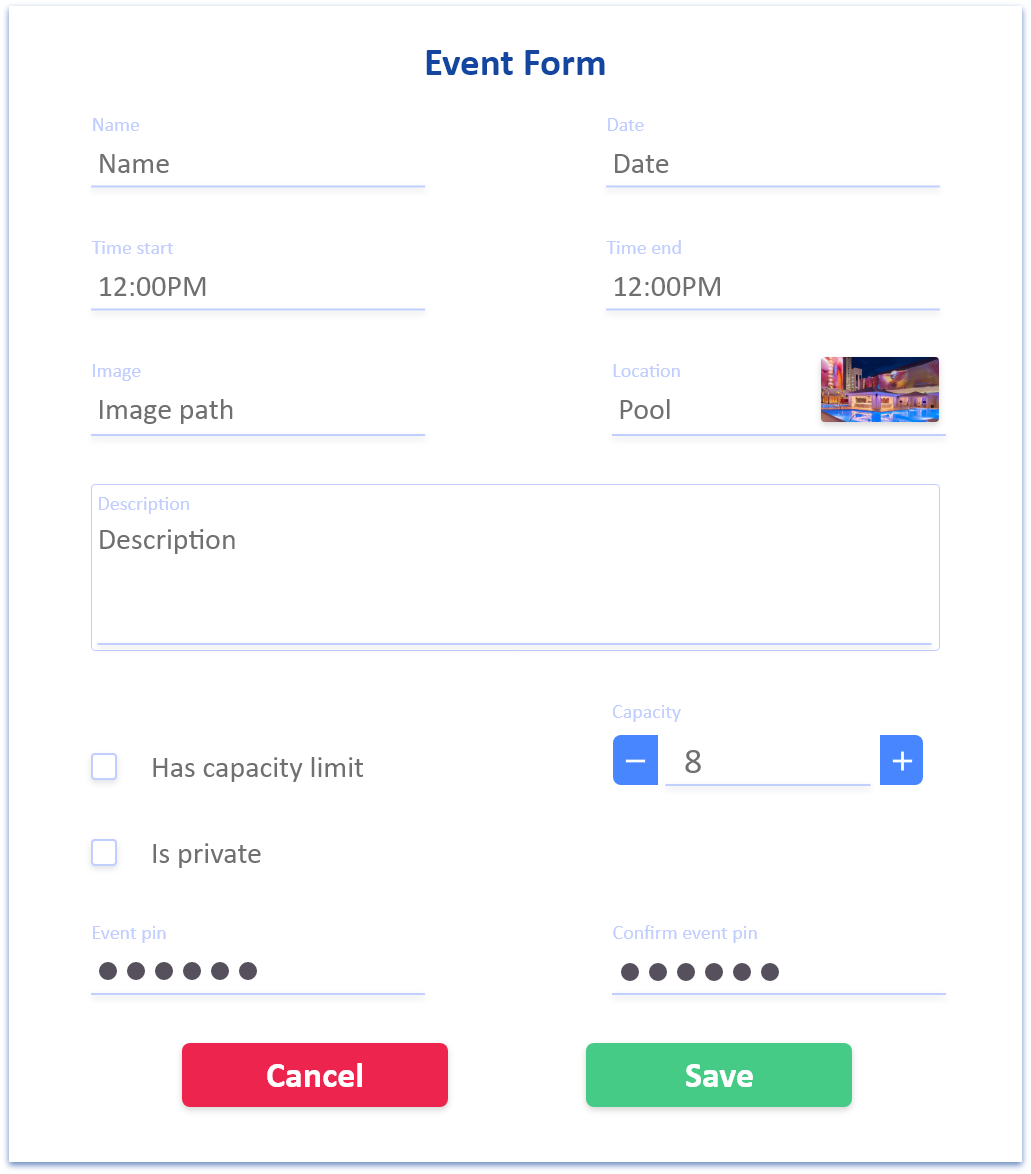 Event Form
Name
Date
Name
Date
Time start
Time end
12:00PM
12:00PM
Image
Location
Image path
Pool
Description
Description
Capacity
Has capacity limit
− 8 +
Is private
Event pin
Confirm event pin
●●●●●●
●●●●●●
Cancel
Save